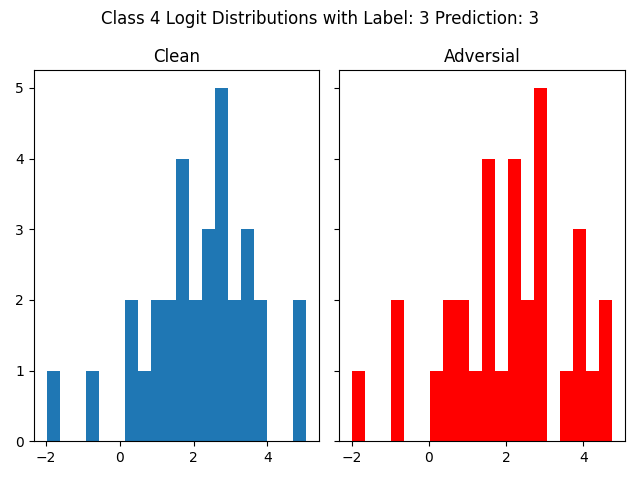 Class 4 Logit Distributions with Label: 3 Prediction: 3
Clean
Adversial
5
4
3
2
1
0
−2 0 2 4
−2 0 2 4